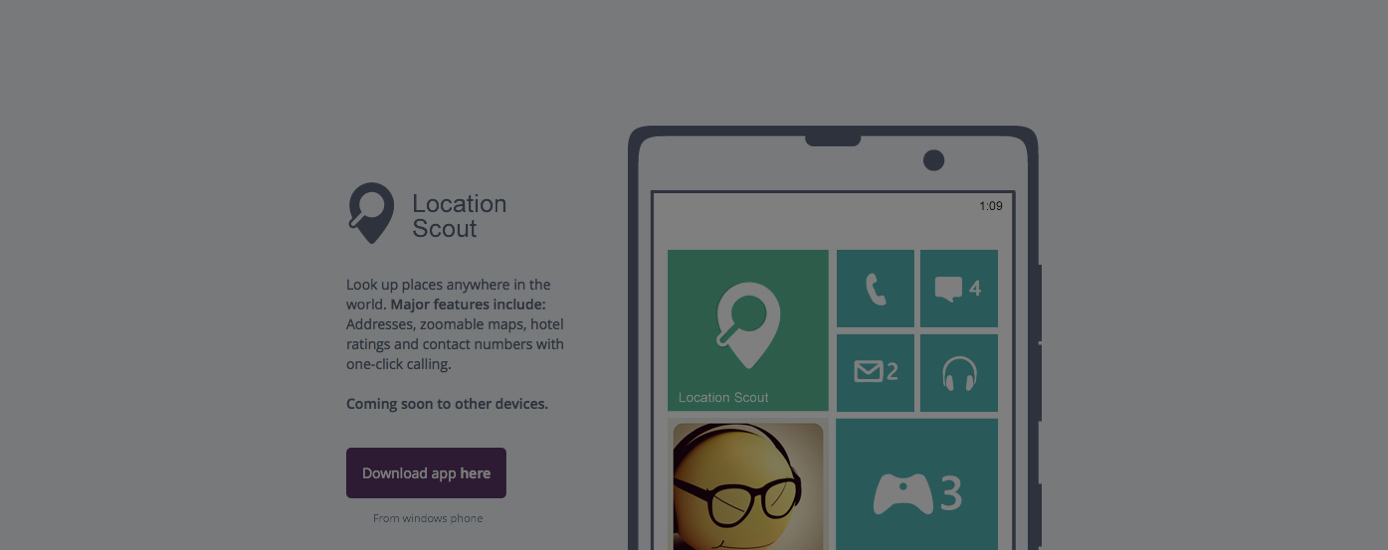 Location
Scout
Look up places anywhere in the
world. Major features include:
Addresses, zoomable maps, hotel
ratings and contact numbers with
one-click calling.
Coming soon to other devices.
Download app here
From windows phone
1:09
4
2
Location Scout
3